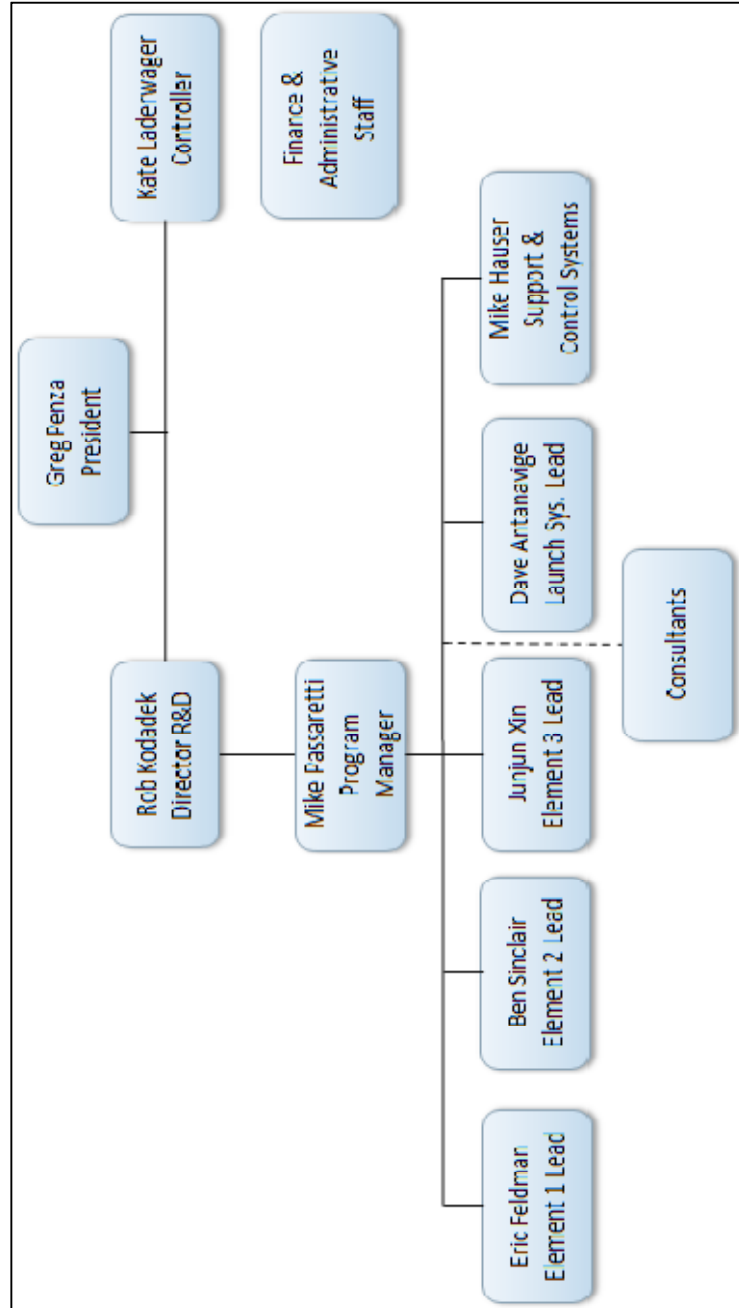 Greg Penza
President
Rob Kodadek
Director R&D
Kate Laderwager
Controller
Mike Passaretti
Program
Manager
Finance &
Administrative
Staff
Eric Feldman
Element 1 Lead
Ben Sinclair
Element 2 Lead
Junjun Xin
Element 3 Lead
Dave Antanavige
Launch Sys. Lead
Mike Hauser
Support &
Control Systems
Consultants